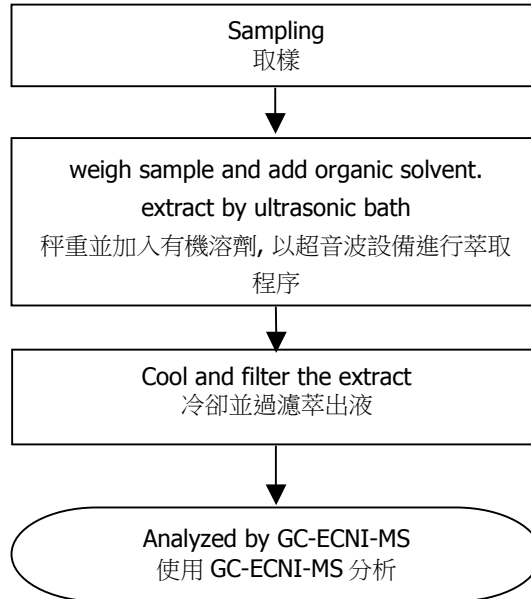 Sampling
取樣
weigh sample and add organic solvent.
extract by ultrasonic bath
秤重並加入有機溶劑, 以超音波設備進行萃取
程序
Cool and filter the extract
冷卻並過濾萃出液
Analyzed by GC-ECNI-MS
使用 GC-ECNI-MS 分析